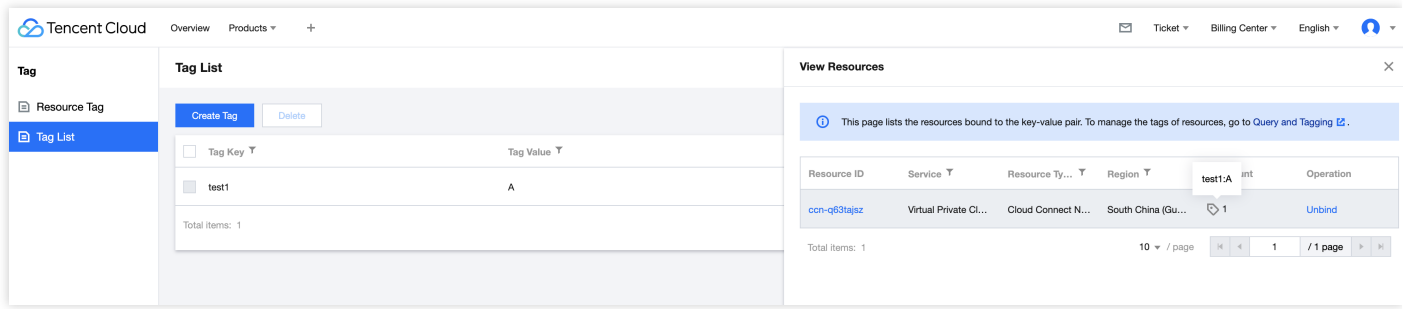 Tencent Cloud Overview Products Ticket Billing Center English
Tag
Resource Tag
Tag List
Tag List
Create Tag Delete
Tag Key Tag Value
test1 A
Total items: 1
View Resources
This page lists the resources bound to the key-value pair. To manage the tags of resources, go to Query and Tagging .
Resource ID Service Resource Ty... Region Operation
test1:A
ccn-q63tajsz Virtual Private Cl... Cloud Connect N... South China (Gu... 1 Unbind
Total items: 1 10 / page 1 / 1 page